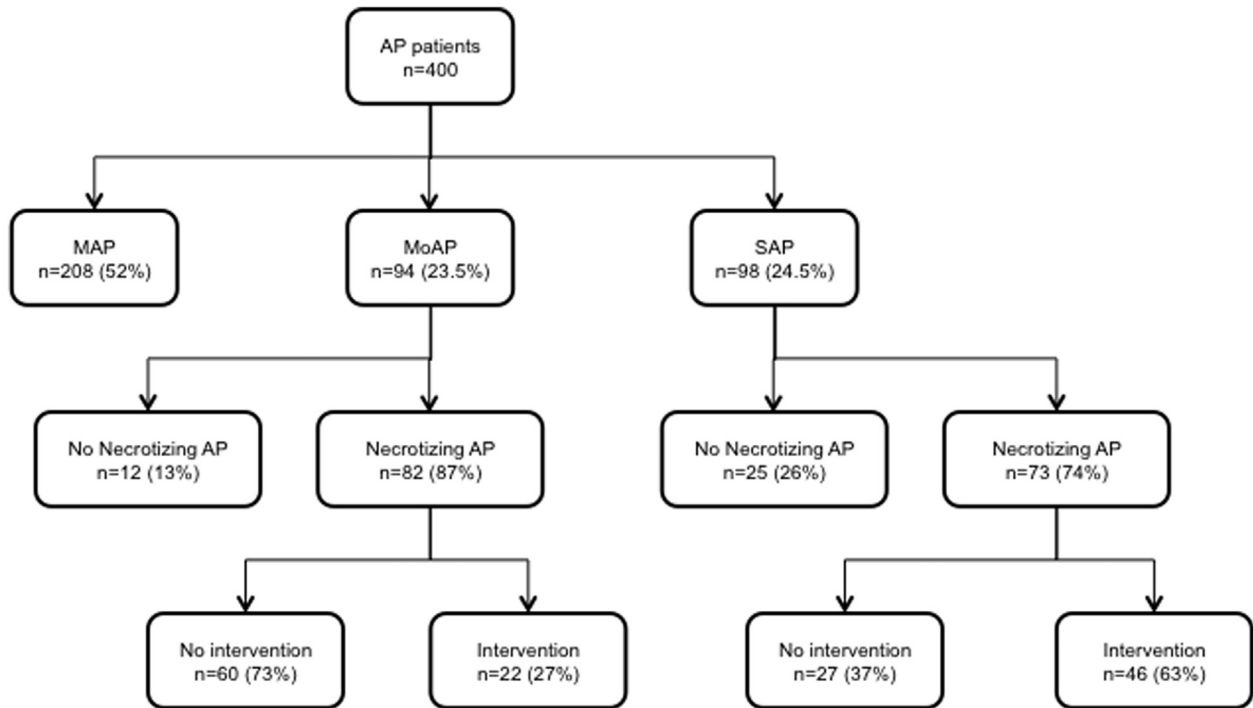 AP patients
n=400
MAP
n=208 (52%)
MoAP
n=94 (23.5%)
SAP
n=98 (24.5%)
No Necrotizing AP
n=12 (13%)
Necrotizing AP
n=82 (87%)
No Necrotizing AP
n=25 (26%)
Necrotizing AP
n=73 (74%)
No intervention
n=60 (73%)
Intervention
n=22 (27%)
No intervention
n=27 (37%)
Intervention
n=46 (63%)